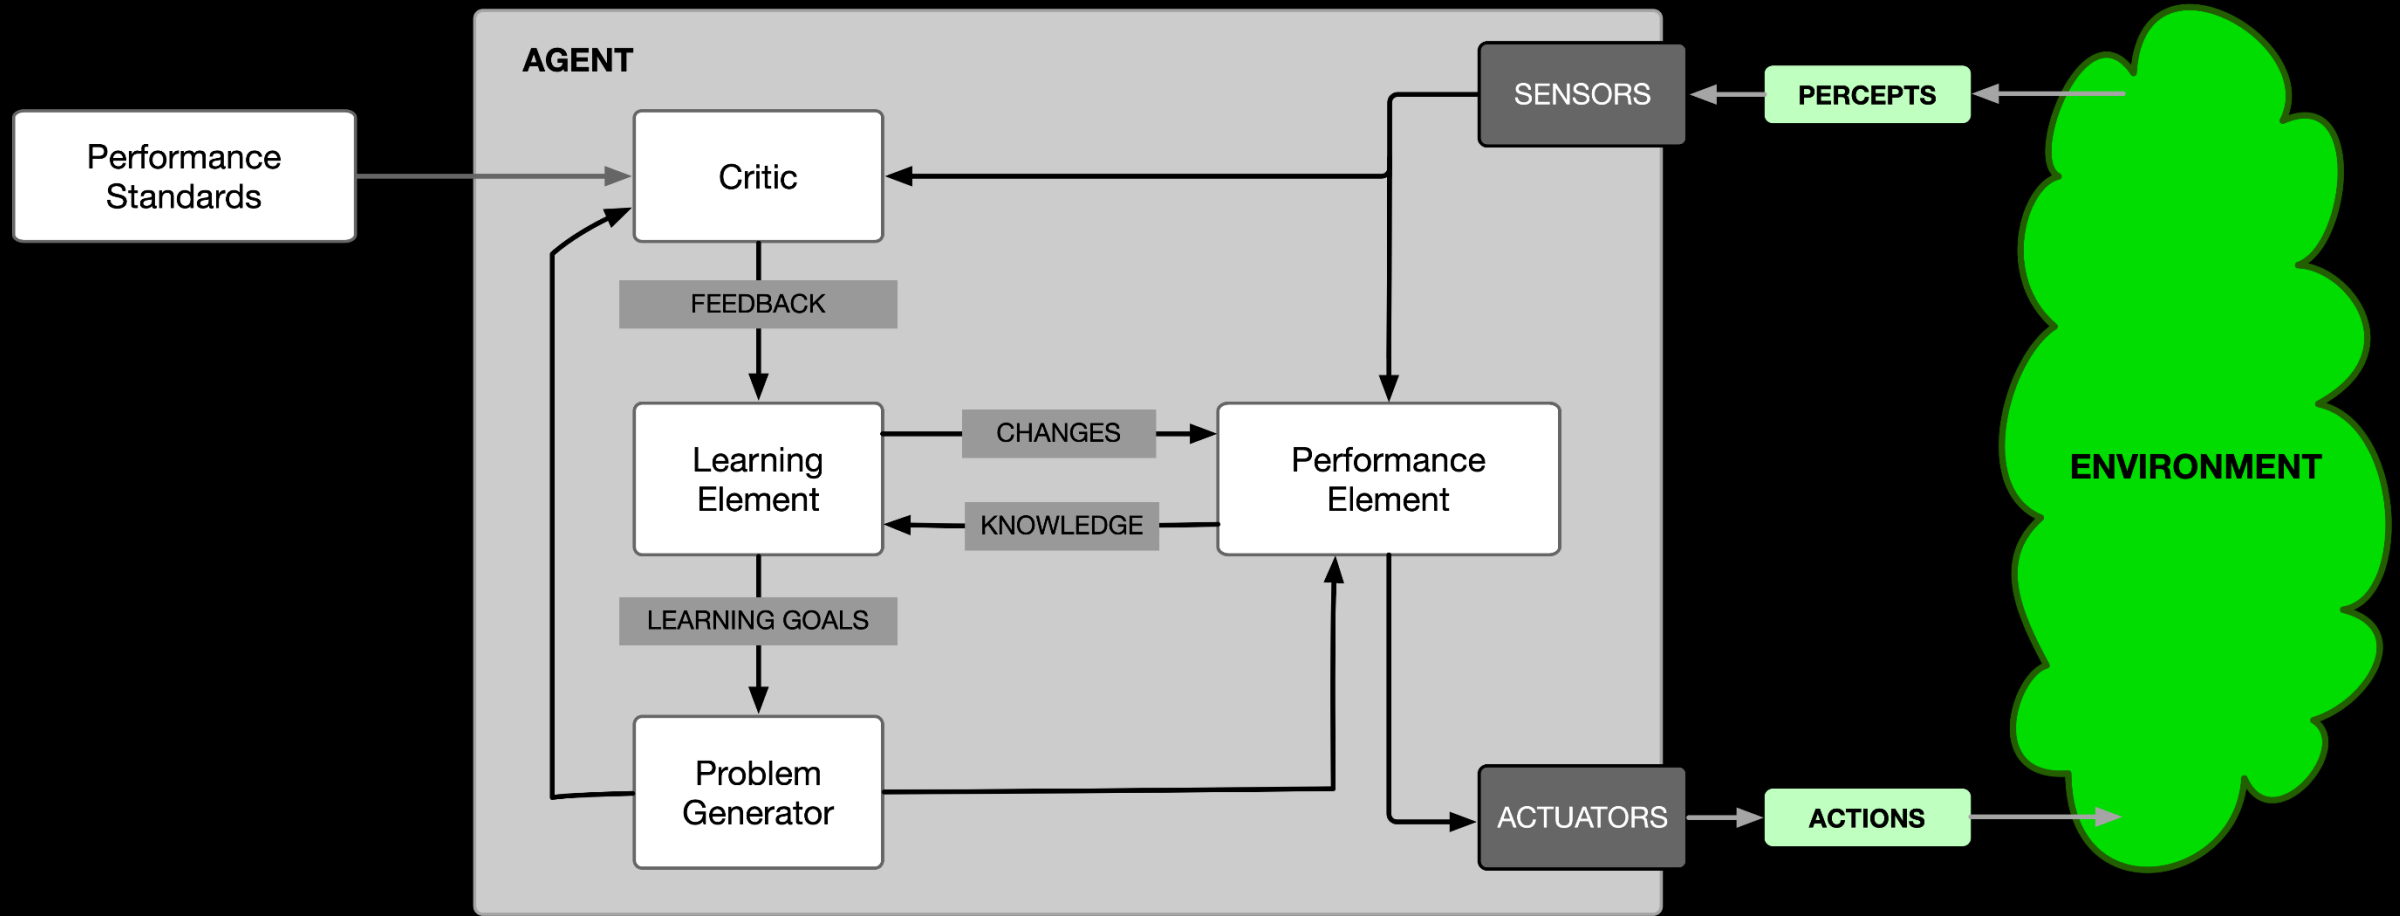 AGENT
SENSORS
PERCEPTS
Performance
Standards
Critic
FEEDBACK
Learning
Element
CHANGES
KNOWLEDGE
Performance
Element
ENVIRONMENT
LEARNING GOALS
Problem
Generator
ACTUATORS
ACTIONS